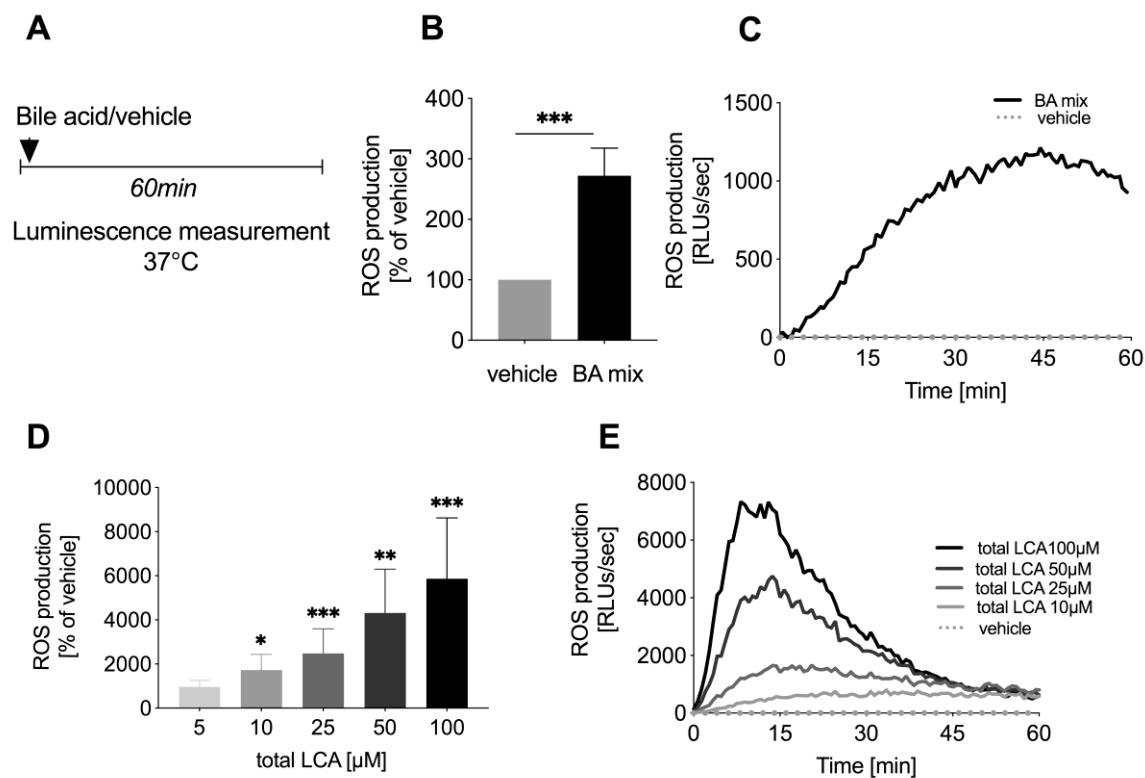 A
Bile acid/vehicle
60min
Luminescence measurement
37°C
B
ROS production
[% of vehicle]
400
300
200
100
0
***
vehicle BA mix
C
ROS production
[RLUs/sec]
1500
1000
500
0
BA mix
vehicle
0 15 30 45 60
Time [min]
D
ROS production
[% of vehicle]
10000
8000
6000
4000
2000
0
* *** ** ***
5 10 25 50 100
total LCA [µM]
E
ROS production
[RLUs/sec]
8000
6000
4000
2000
0
total LCA100µM
total LCA 50µM
total LCA 25µM
total LCA 10µM
vehicle
0 15 30 45 60
Time [min]